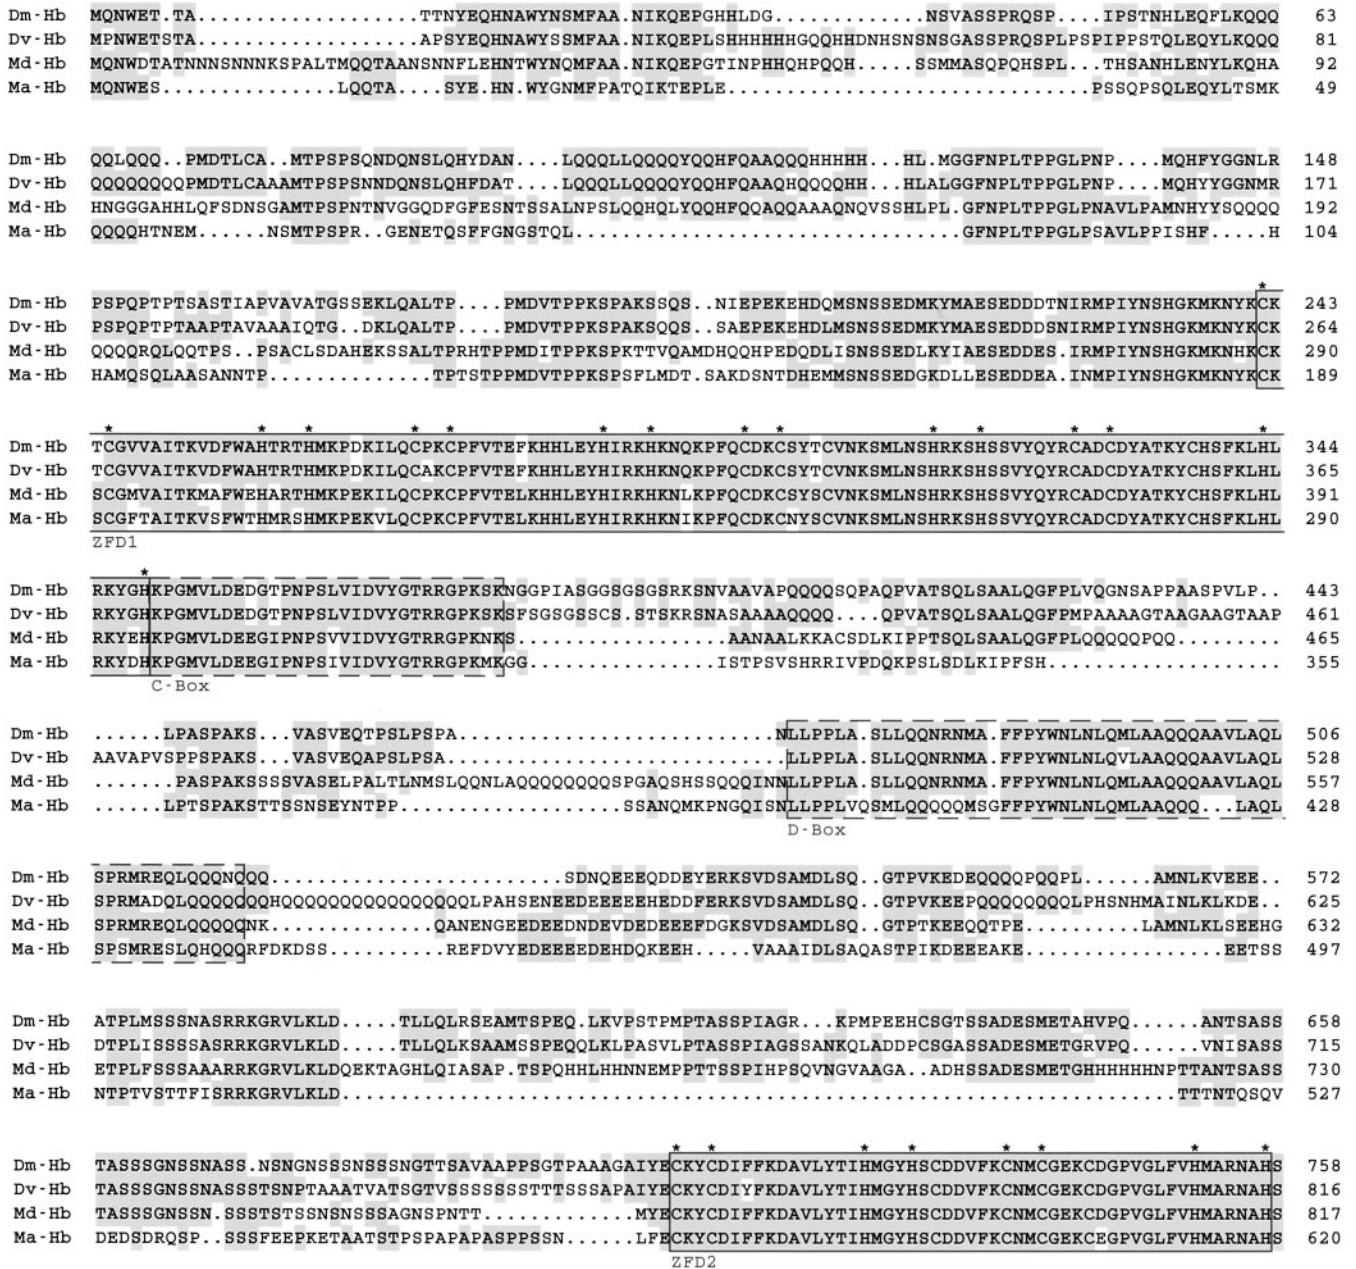 Dm-Hb MQNWET.TA...................TTNYEQHNAWYNSMFAA.NIKQEPGHHLDG.............NSVASSPRQSP....IPSTNHLEQFLKQQQ 63
Dv-Hb MPNWETSTA...................APSYEQHNAWYSSMFAA.NIKQEPLSHHHHHHGQQHHDNHSNSNSGASSPRQSPLPSPIPPSTQLEQYLKQQQ 81
Md-Hb MQNWDTATNNNSNNNKSPALTMQQTAANSNNFLEHNTWYNQMFAA.NIKQEPGTINPHHQHPQQH.....SSMMASQPQHSPL...THSANHLENYLKQHA 92
Ma-Hb MQNWES...............LQQTA....SYE.HN.WYGNMFPATQIKTEPLE...............................PSSQPSQLEQYLTSMK 49
Dm-Hb QQLQQQ..PMDTLCA..MTPSPSQNDQNSLQHYDAN....LQQQLLQQQQYQQHFQAAQQQHHHHH...HL.MGGFNPLTPPGLPNP....MQHFYGGNLR 148
Dv-Hb QQQQQQQQPMDTLCAAAMTPSPSNNDQNSLQHFDAT....LQQQLLQQQQYQQHFQAAQHQQQQHH...HLALGGFNPLTPPGLPNP....MQHYYGGNMR 171
Md-Hb HNGGGAHHLQFSDNSGAMTPSPNTNVGGQDFGFESNTSSALNPSLQQHQLYQQHFQQAQQAAAQNQVSSHLPL.GFNPLTPPGLPNAVLPAMNHYYSQQQQ 192
Ma-Hb QQQQHTNEM......NSMTPSPR..GENETQSFFGNGSTQL.................................GFNPLTPPGLPSAVLPPISHF.....H 104
*
Dm-Hb PSPQPTPTSASTIAPVAVATGSSEKLQALTP....PMDVTPPKSPAKSSQS..NIEPEKEHDQMSNSSEDMKYMAESEDDDTNIRMPIYNSHGKMKNYKCK 243
Dv-Hb PSPQPTPTAAPTAVAAAIQTG..DKLQALTP....PMDVTPPKSPAKSQQS..SAEPEKEHDLMSNSSEDMKYMAESEDDDSNIRMPIYNSHGKMKNYKCK 264
Md-Hb QQQQRQLQQTPS..PSACLSDAHEKSSALTPRHTPPMDITPPKSPKTTVQAMDHQQHPEDQDLISNSSEDLKYIAESEDDES.IRMPIYNSHGKMKNHKCK 290
Ma-Hb HAMQSQLAASANNTP..............TPTSTPPMDVTPPKSPSFLMDT.SAKDSNTDHEMMSNSSEDGKDLLESEDDEA.INMPIYNSHGKMKNYKCK 189
* * * * * * * * * * * * * *
Dm-Hb TCGVVAITKVDFWAHTRTHMKPDKILQCPKCPFVTEFKHHLEYHIRKHKNQKPFQCDKCSYTCVNKSMLNSHRKSHSSVYQYRCADCDYATKYCHSFKLHL 344
Dv-Hb TCGVVAITKVDFWAHTRTHMKPDKILQCAKCPFVTEFKHHLEYHIRKHKNQKPFQCDKCSYTCVNKSMLNSHRKSHSSVYQYRCADCDYATKYCHSFKLHL 365
Md-Hb SCGMVAITKMAFWEHARTHMKPEKILQCPKCPFVTELKHHLEYHIRKHKNLKPFQCDKCSYSCVNKSMLNSHRKSHSSVYQYRCADCDYATKYCHSFKLHL 391
Ma-Hb SCGFTAITKVSFWTHMRSHMKPEKVLQCPKCPFVTELKHHLEYHIRKHKNIKPFQCDKCNYSCVNKSMLNSHRKSHSSVYQYRCADCDYATKYCHSFKLHL 290
ZFD1
*
Dm-Hb RKYGHKPGMVLDEDGTPNPSLVIDVYGTRRGPKSKNGGPIASGGSGSGSRKSNVAAVAPQQQQSQPAQPVATSQLSAALQGFPLVQGNSAPPAASPVLP.. 443
Dv-Hb RKYGHKPGMVLDEDGTPNPSLVIDVYGTRRGPKSKSFSGSGSSCS.STSKRSNASAAAAQQQQ....QPVATSQLSAALQGFPMPAAAAGTAAGAAGTAAP 461
Md-Hb RKYEHKPGMVLDEEGIPNPSVVIDVYGTRRGPKNKS..................AANAALKKACSDLKIPPTSQLSAALQGFPLQQQQQPQQ......... 465
Ma-Hb RKYDHKPGMVLDEEGIPNPSIVIDVYGTRRGPKMKGG................ISTPSVSHRRIVPDQKPSLSDLKIPFSH.................... 355
C-Box
Dm-Hb ......LPASPAKS...VASVEQTPSLPSPA............................NLLPPLA.SLLQQNRNMA.FFPYWNLNLQMLAAQQQAAVLAQL 506
Dv-Hb AAVAPVSPPSPAKS...VASVEQAPSLPSA.............................LLPPLA.SLLQQNRNMA.FFPYWNLNLQVLAAQQQAAVLAQL 528
Md-Hb .......PASPAKSSSSVASELPALTLNMSLQQNLAQQQQQQQQSPGAQSHSSQQQINNLLPPLA.SLLQQNRNMA.FFPYWNLNLQMLAAQQQAAVLAQL 557
Ma-Hb ......LPTSPAKSTTSSNSEYNTPP...................SSANQMKPNGQISNLLPPLVQSMLQQQQQMSGFFPYWNLNLQMLAAQQQ...LAQL 428
D-Box
Dm-Hb SPRMREQLQQQNQQQ.........................SDNQEEEQDDEYERKSVDSAMDLSQ..GTPVKEDEQQQQPQQPL......AMNLKVEEE.. 572
Dv-Hb SPRMADQLQQQQQQQHQQQQQQQQQQQQQQQQLPAHSENEEDEEEEEHEDDFERKSVDSAMDLSQ..GTPVKEEPQQQQQQQQQLPHSNHMAINLKLKDE.. 625
Md-Hb SPRMREQLQQQQQNK.............QANENGEEDEEDNDEVDEDEEEFDGKSVDSAMDLSQ..GTPTKEEQQTPE........LAMNLKLSEEHG 632
Ma-Hb SPSMRESLQHQQQRFDKDSS..........REFDVYEDEEEDEHDQKEEH.....VAAAIDLSAQASTPIKDEEEAKE.................EETSS 497
Dm-Hb ATPLMSSSNASRRKGRVLKLD.....TLLQLRSEAMTSPEQ.LKVPSTPMPTASSPIAGR...KPMPEEHCSGTSSADESMETAHVPQ......ANTSASS 658
Dv-Hb DTPLISSSSASRRKGRVLKLD.....TLLQLKSAAMSSPEQQLKLPASVLPTASSPIAGSSANKQLADDPCSGASSADESMETGRVPQ......VNISASS 715
Md-Hb ETPLFSSSAAARRKGRVLKLDQEKTAGHLQIASAP.TSPQHHLHHNNEMPPTTSSPIHPSQVNGVAAGA..ADHSSADESMETGHHHHHHNPTTANTSASS 730
Ma-Hb NTPTVSTTFISRRKGRVLKLD.......................................................................TTTNTQSQV 527
* * * * * * * *
Dm-Hb TASSSGNSSNASS.NSNGNSSSNSSSNGTTSAVAAPPSGTPAAAGAIYECKYCDIFFKDAVLYTIHMGYHSCDDVFKCNMCGEKCDGPVGLFVHMARNAHS 758
Dv-Hb TASSSGNSSNASSSTSNPTAAATVATSGTVSSSSSSSTTTSSSAPAIYECKYCDIYFKDAVLYTIHMGYHSCDDVFKCNMCGEKCDGPVGLFVHMARNAHS 816
Md-Hb TASSSGNSSN.SSSTSTSSNSNSSSAGNSPNTT.............MYECKYCDIFFKDAVLYTIHMGYHSCDDVFKCNMCGEKCDGPVGLFVHMARNAHS 817
Ma-Hb DEDSDRQSP..SSSFEEPKETAATSTPSPAPAPASPPSSN......LFECKYCDIFFKDAVLYTIHMGYHSCDDVFKCNMCGEKCEGPVGLFVHMARNAHS 620
ZFD2